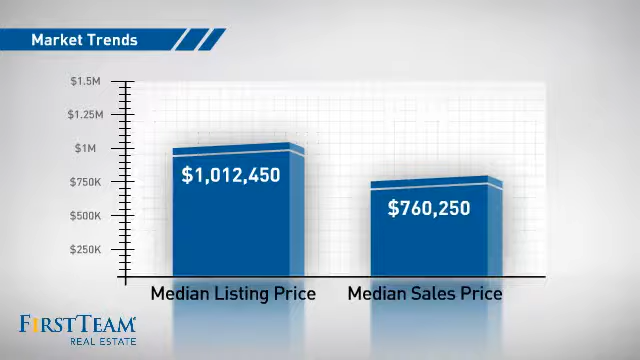 Market Trends
$1.5M
$1.25M
$1M
$750K
$500K
$250K
$1,012,450
$760,250
Median Listing Price
Median Sales Price
FIRSTTEAM®
REAL ESTATE